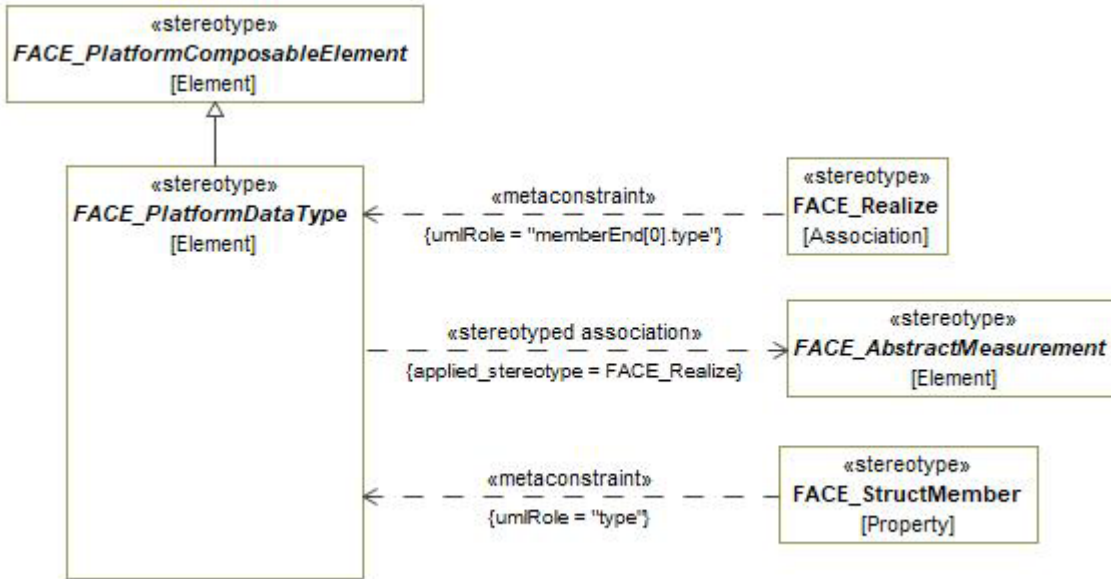 «stereotype»
FACE_PlatformComposableElement
[Element]
«stereotype»
FACE_PlatformDataType
[Element]
«metaconstraint»
{umlRole = "memberEnd[0].type"}
«stereotype»
FACE_Realize
[Association]
«stereotyped association»
{applied_stereotype = FACE_Realize}
«stereotype»
FACE_AbstractMeasurement
[Element]
«metaconstraint»
{umlRole = "type"}
«stereotype»
FACE_StructMember
[Property]